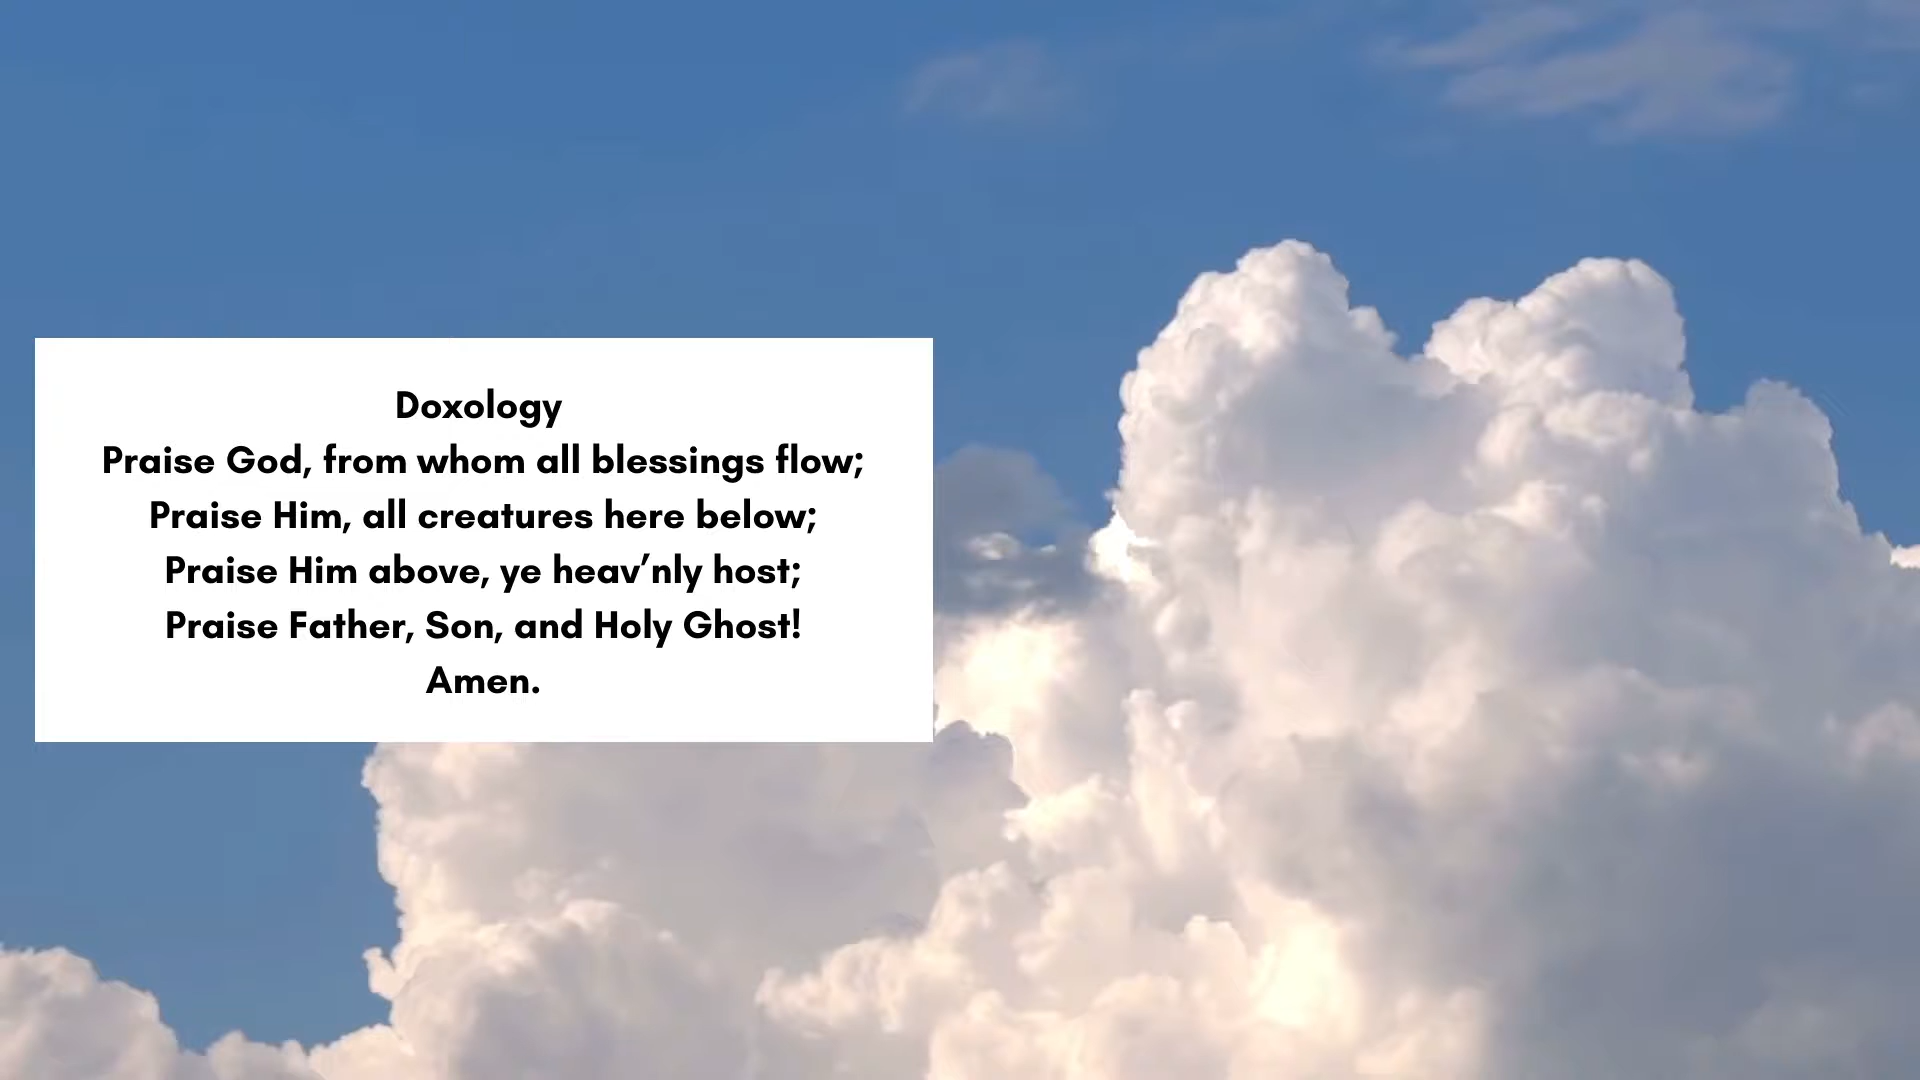 Doxology
Praise God, from whom all blessings flow;
Praise Him, all creatures here below;
Praise Him above, ye heav’nly host;
Praise Father, Son, and Holy Ghost!
Amen.